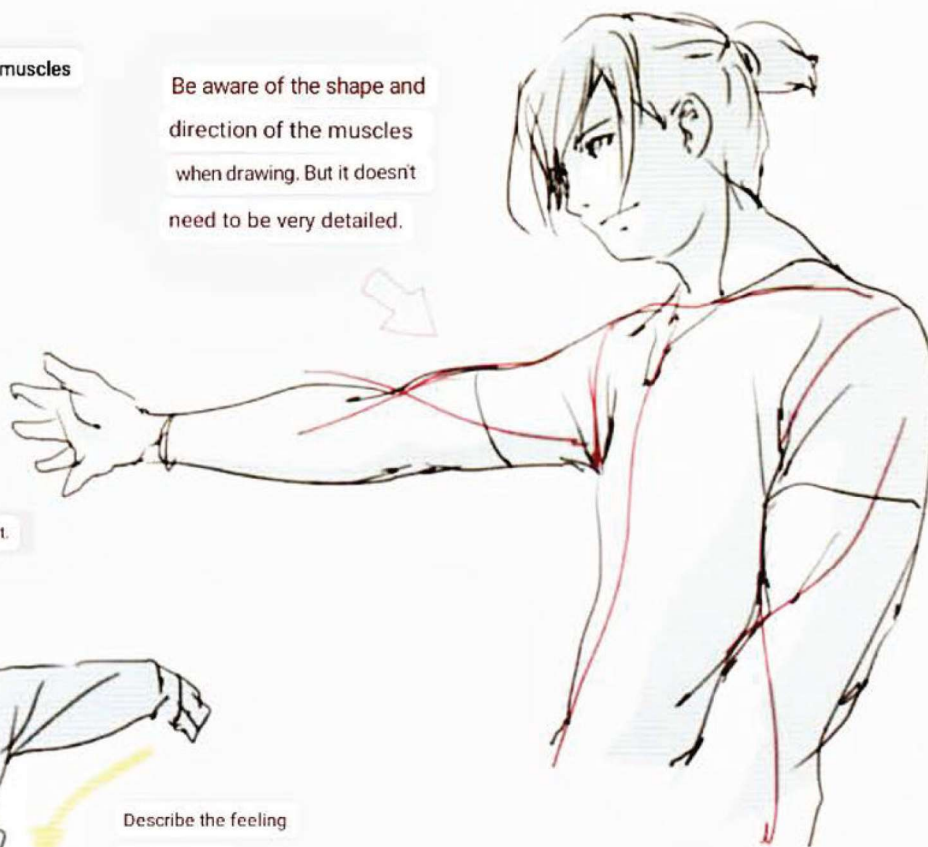 muscles
Be aware of the shape and
direction of the muscles
when drawing. But it doesn't
need to be very detailed.
t.
Describe the feeling